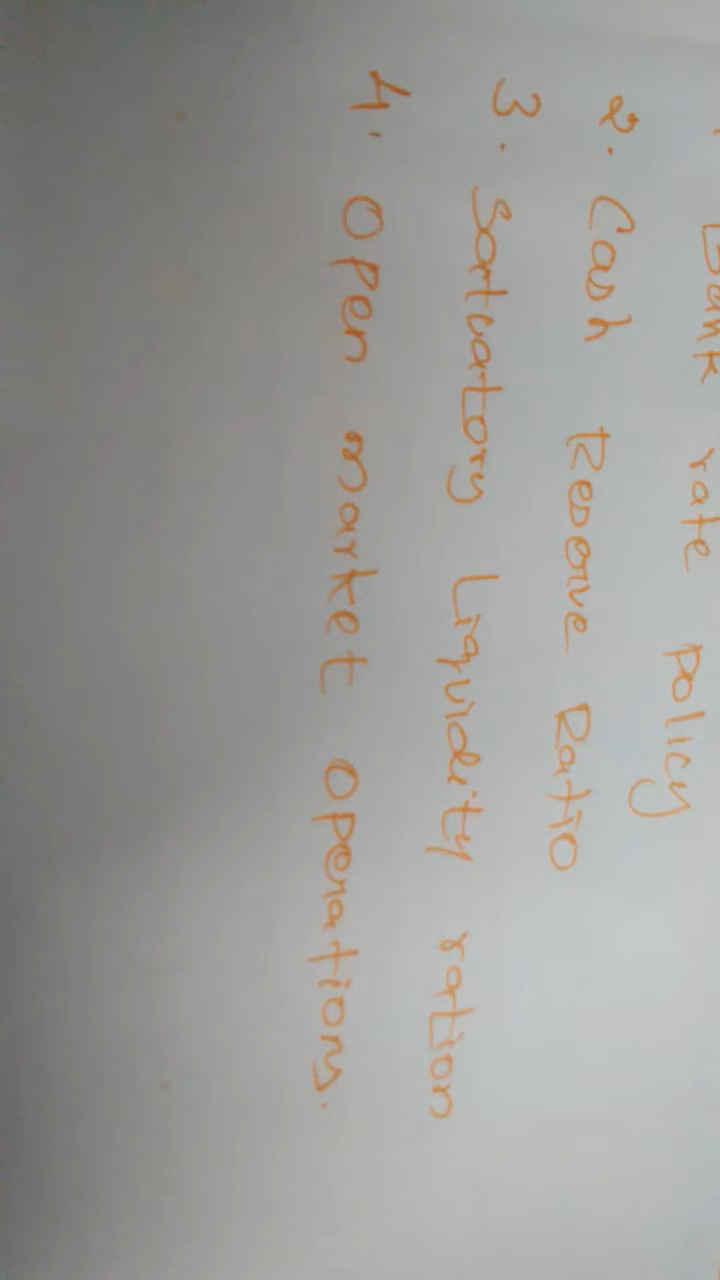 Bank rate policy
2. Cash Reserve Ratio
3. Sartuatory Liquidity ration
4. Open market operations.